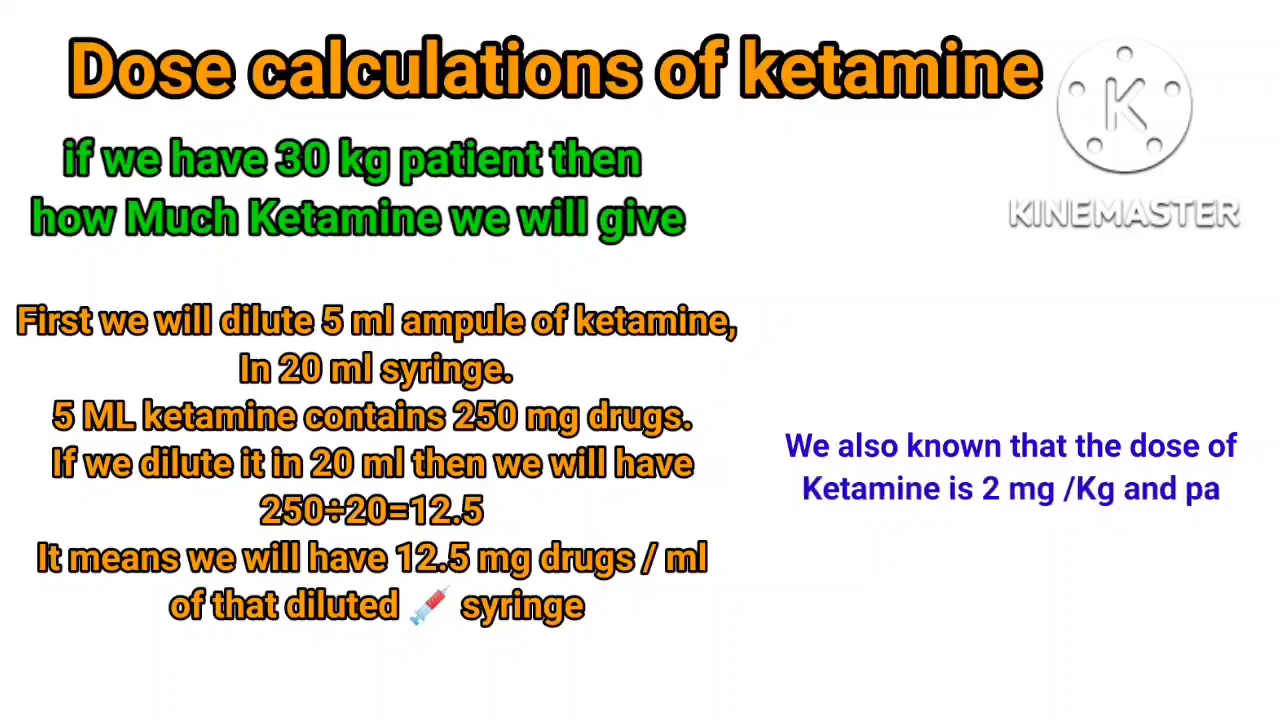 Dose calculations of ketamine
KINEMASTER
if we have 30 kg patient then
how Much Ketamine we will give
First we will dilute 5 ml ampule of ketamine,
In 20 ml syringe.
5 ML ketamine contains 250 mg drugs.
If we dilute it in 20 ml then we will have
250÷20=12.5
It means we will have 12.5 mg drugs / ml
of that diluted 💉 syringe
We also known that the dose of
Ketamine is 2 mg /Kg and pa